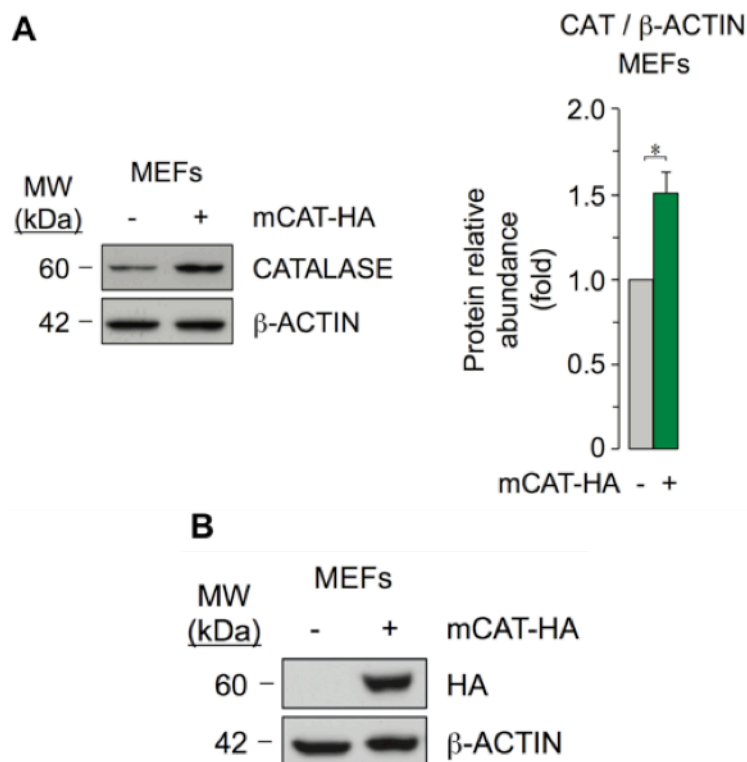 A
MEFs
MW
(kDa)
- + mCAT-HA
60 – CATALASE
42 – β-ACTIN
CAT / β-ACTIN
MEFs
Protein relative
abundance
(fold)
2.0
1.5
1.0
0.5
0
*
mCAT-HA - +
B
MEFs
MW
(kDa)
- + mCAT-HA
60 – HA
42 – β-ACTIN